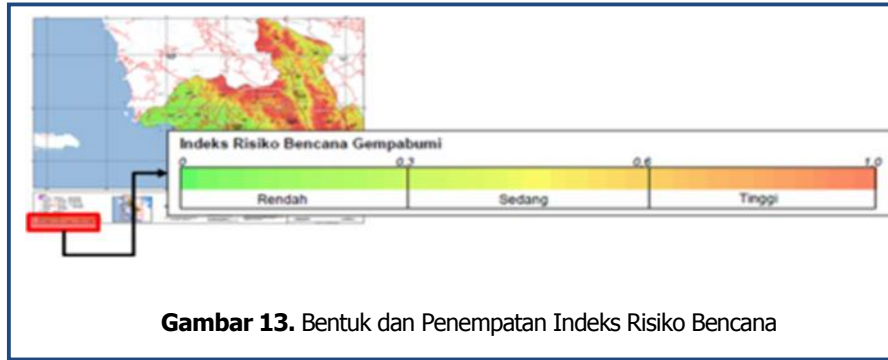 Indeks Risiko Bencana Gempabumi
0 0,3 0,6 1,0
Rendah Sedang Tinggi
Gambar 13. Bentuk dan Penempatan Indeks Risiko Bencana